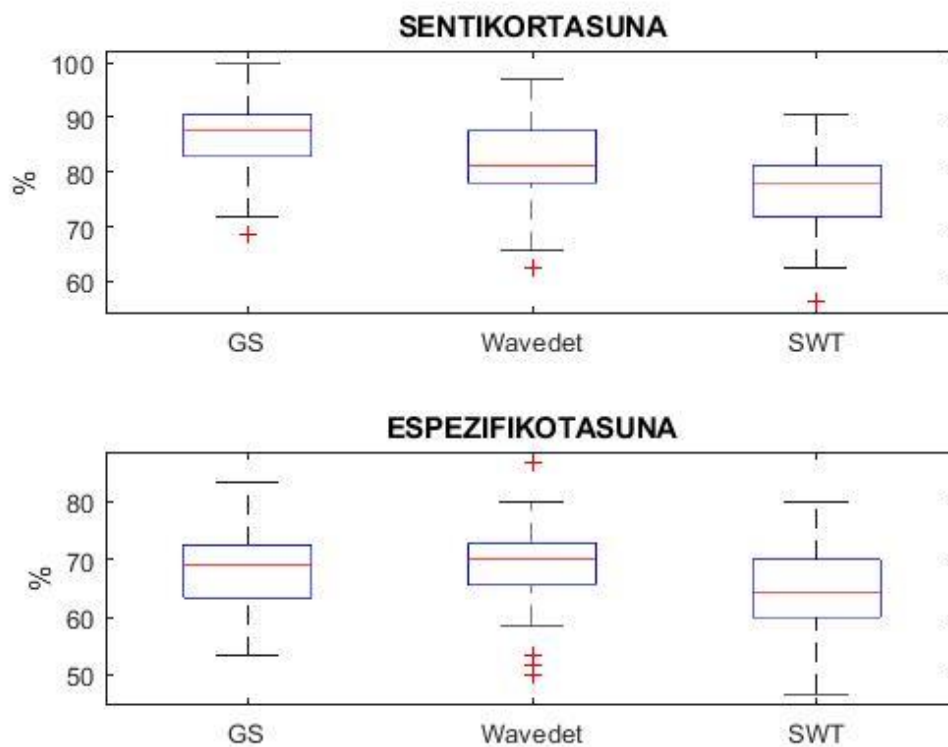 SENTIKORTASUNA
100
90
80
70
60
%
GS Wavedet SWT
ESPEZIFIKOTASUNA
80
70
60
50
%
GS Wavedet SWT